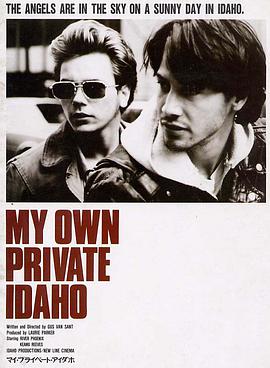 THE ANGELS ARE IN THE SKY ON A SUNNY DAY IN IDAHO.
MY OWN
PRIVATE
IDAHO
Written and Directed by GUS VAN SANT
Produced by LAURIE PARKER
Starring RIVER PHOENIX
KEANU REEVES
IDAHO PRODUCTIONS/NEW LINE CINEMA
マイ・プライベート・アイダホ